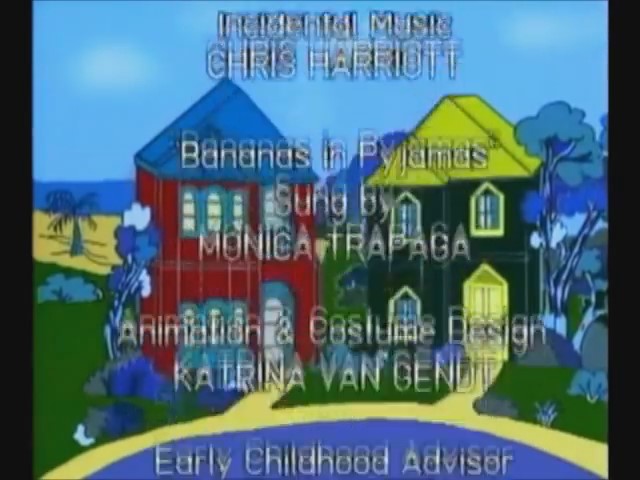 Incidental Music
CHRIS HARRIOTT
"Bananas in Pyjamas"
Sung by
MONICA TRAPAGA
Animation & Costume Design
KATRINA VAN GENDT
Early Childhood Advisor